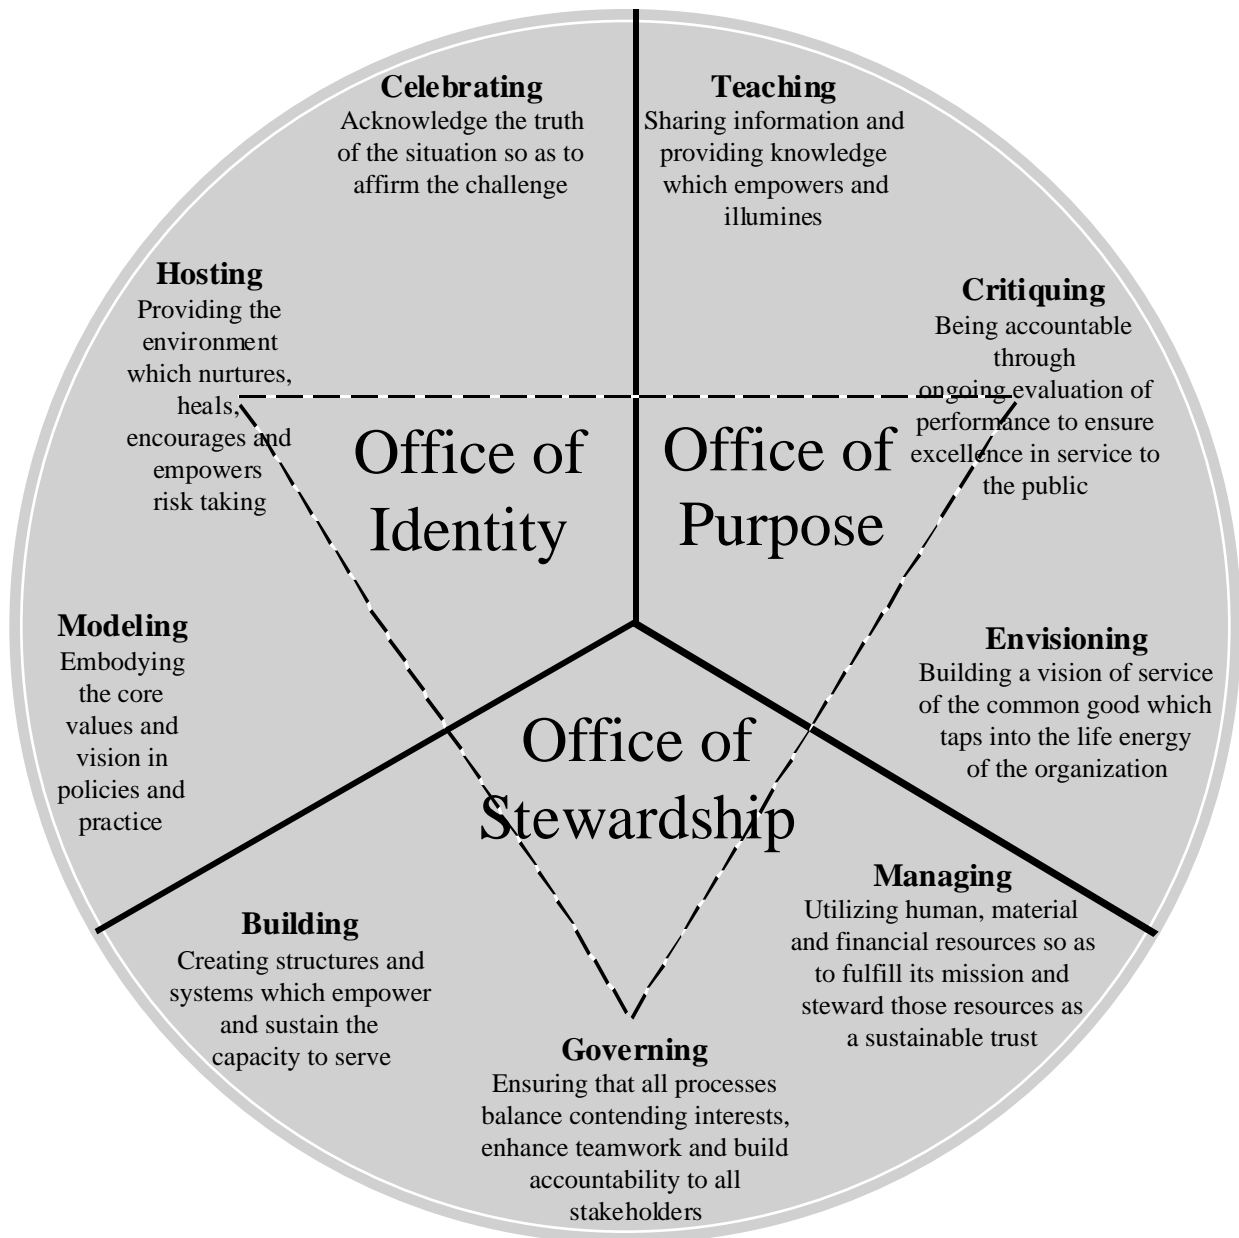 Celebrating
Acknowledge the truth
of the situation so as to
affirm the challenge
Teaching
Sharing information and
providing knowledge
which empowers and
illumines
Hosting
Providing the
environment
which nurtures,
heals,
encourages and
empowers
risk taking
Critiquing
Being accountable
through
ongoing evaluation of
performance to ensure
excellence in service to
the public
Office of
Identity
Office of
Purpose
Modeling
Embodying
the core
values and
vision in
policies and
practice
Envisioning
Building a vision of service
of the common good which
taps into the life energy
of the organization
Office of
Stewardship
Building
Creating structures and
systems which empower
and sustain the
capacity to serve
Managing
Utilizing human, material
and financial resources so as
to fulfill its mission and
steward those resources as
a sustainable trust
Governing
Ensuring that all processes
balance contending interests,
enhance teamwork and build
accountability to all
stakeholders